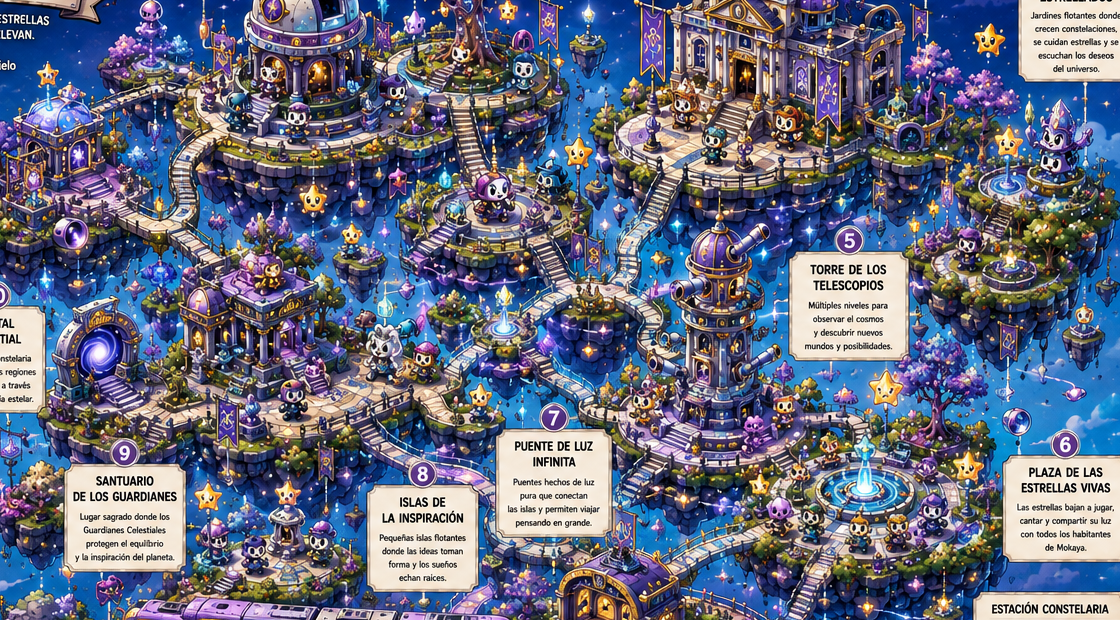 ESTRELLAS
ELEVAN.
Jardines flotantes donde
crecen constelaciones,
se cuidan estrellas y se
escuchan los deseos
del universo.
5
TORRE DE LOS
TELESCOPIOS
Múltiples niveles para
observar el cosmos
y descubrir nuevos
mundos y posibilidades.
6
PLAZA DE LAS
ESTRELLAS VIVAS
Las estrellas bajan a jugar,
cantar y compartir su luz
con todos los habitantes
de Mokaya.
7
PUENTE DE LUZ
INFINITA
Puentes hechos de luz
pura que conectan
las islas y permiten viajar
pensando en grande.
8
ISLAS DE
LA INSPIRACIÓN
Pequeñas islas flotantes
donde las ideas toman
forma y los sueños
echan raíces.
9
SANTUARIO
DE LOS GUARDIANES
Lugar sagrado donde los
Guardianes Celestiales
protegen el equilibrio
y la inspiración del planeta.
regiones
a través
estelar.
ESTACIÓN CONSTELARIA